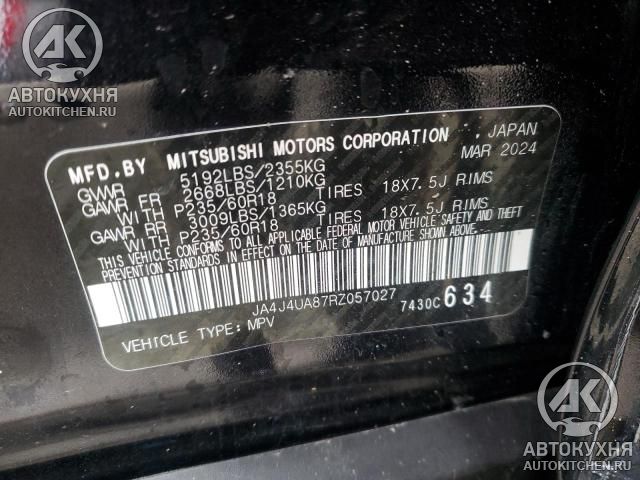 AK
АВТОКУХНЯ
AUTOKITCHEN.RU
MFD.BY MITSUBISHI MOTORS CORPORATION , JAPAN
GVWR 5192LBS/2355KG MAR 2024
GAWR FR 2668LBS/1210KG
WITH P235/60R18 TIRES 18X7.5J RIMS
GAWR RR 3009LBS/1365KG
WITH P235/60R18 TIRES 18X7.5J RIMS
THIS VEHICLE CONFORMS TO ALL APPLICABLE FEDERAL MOTOR VEHICLE SAFETY AND THEFT
PREVENTION STANDARDS IN EFFECT ON THE DATE OF MANUFACTURE SHOWN ABOVE.
JA4J4UA87RZ057027 7430C 634
VEHICLE TYPE: MPV
AK
АВТОКУХНЯ
AUTOKITCHEN.RU